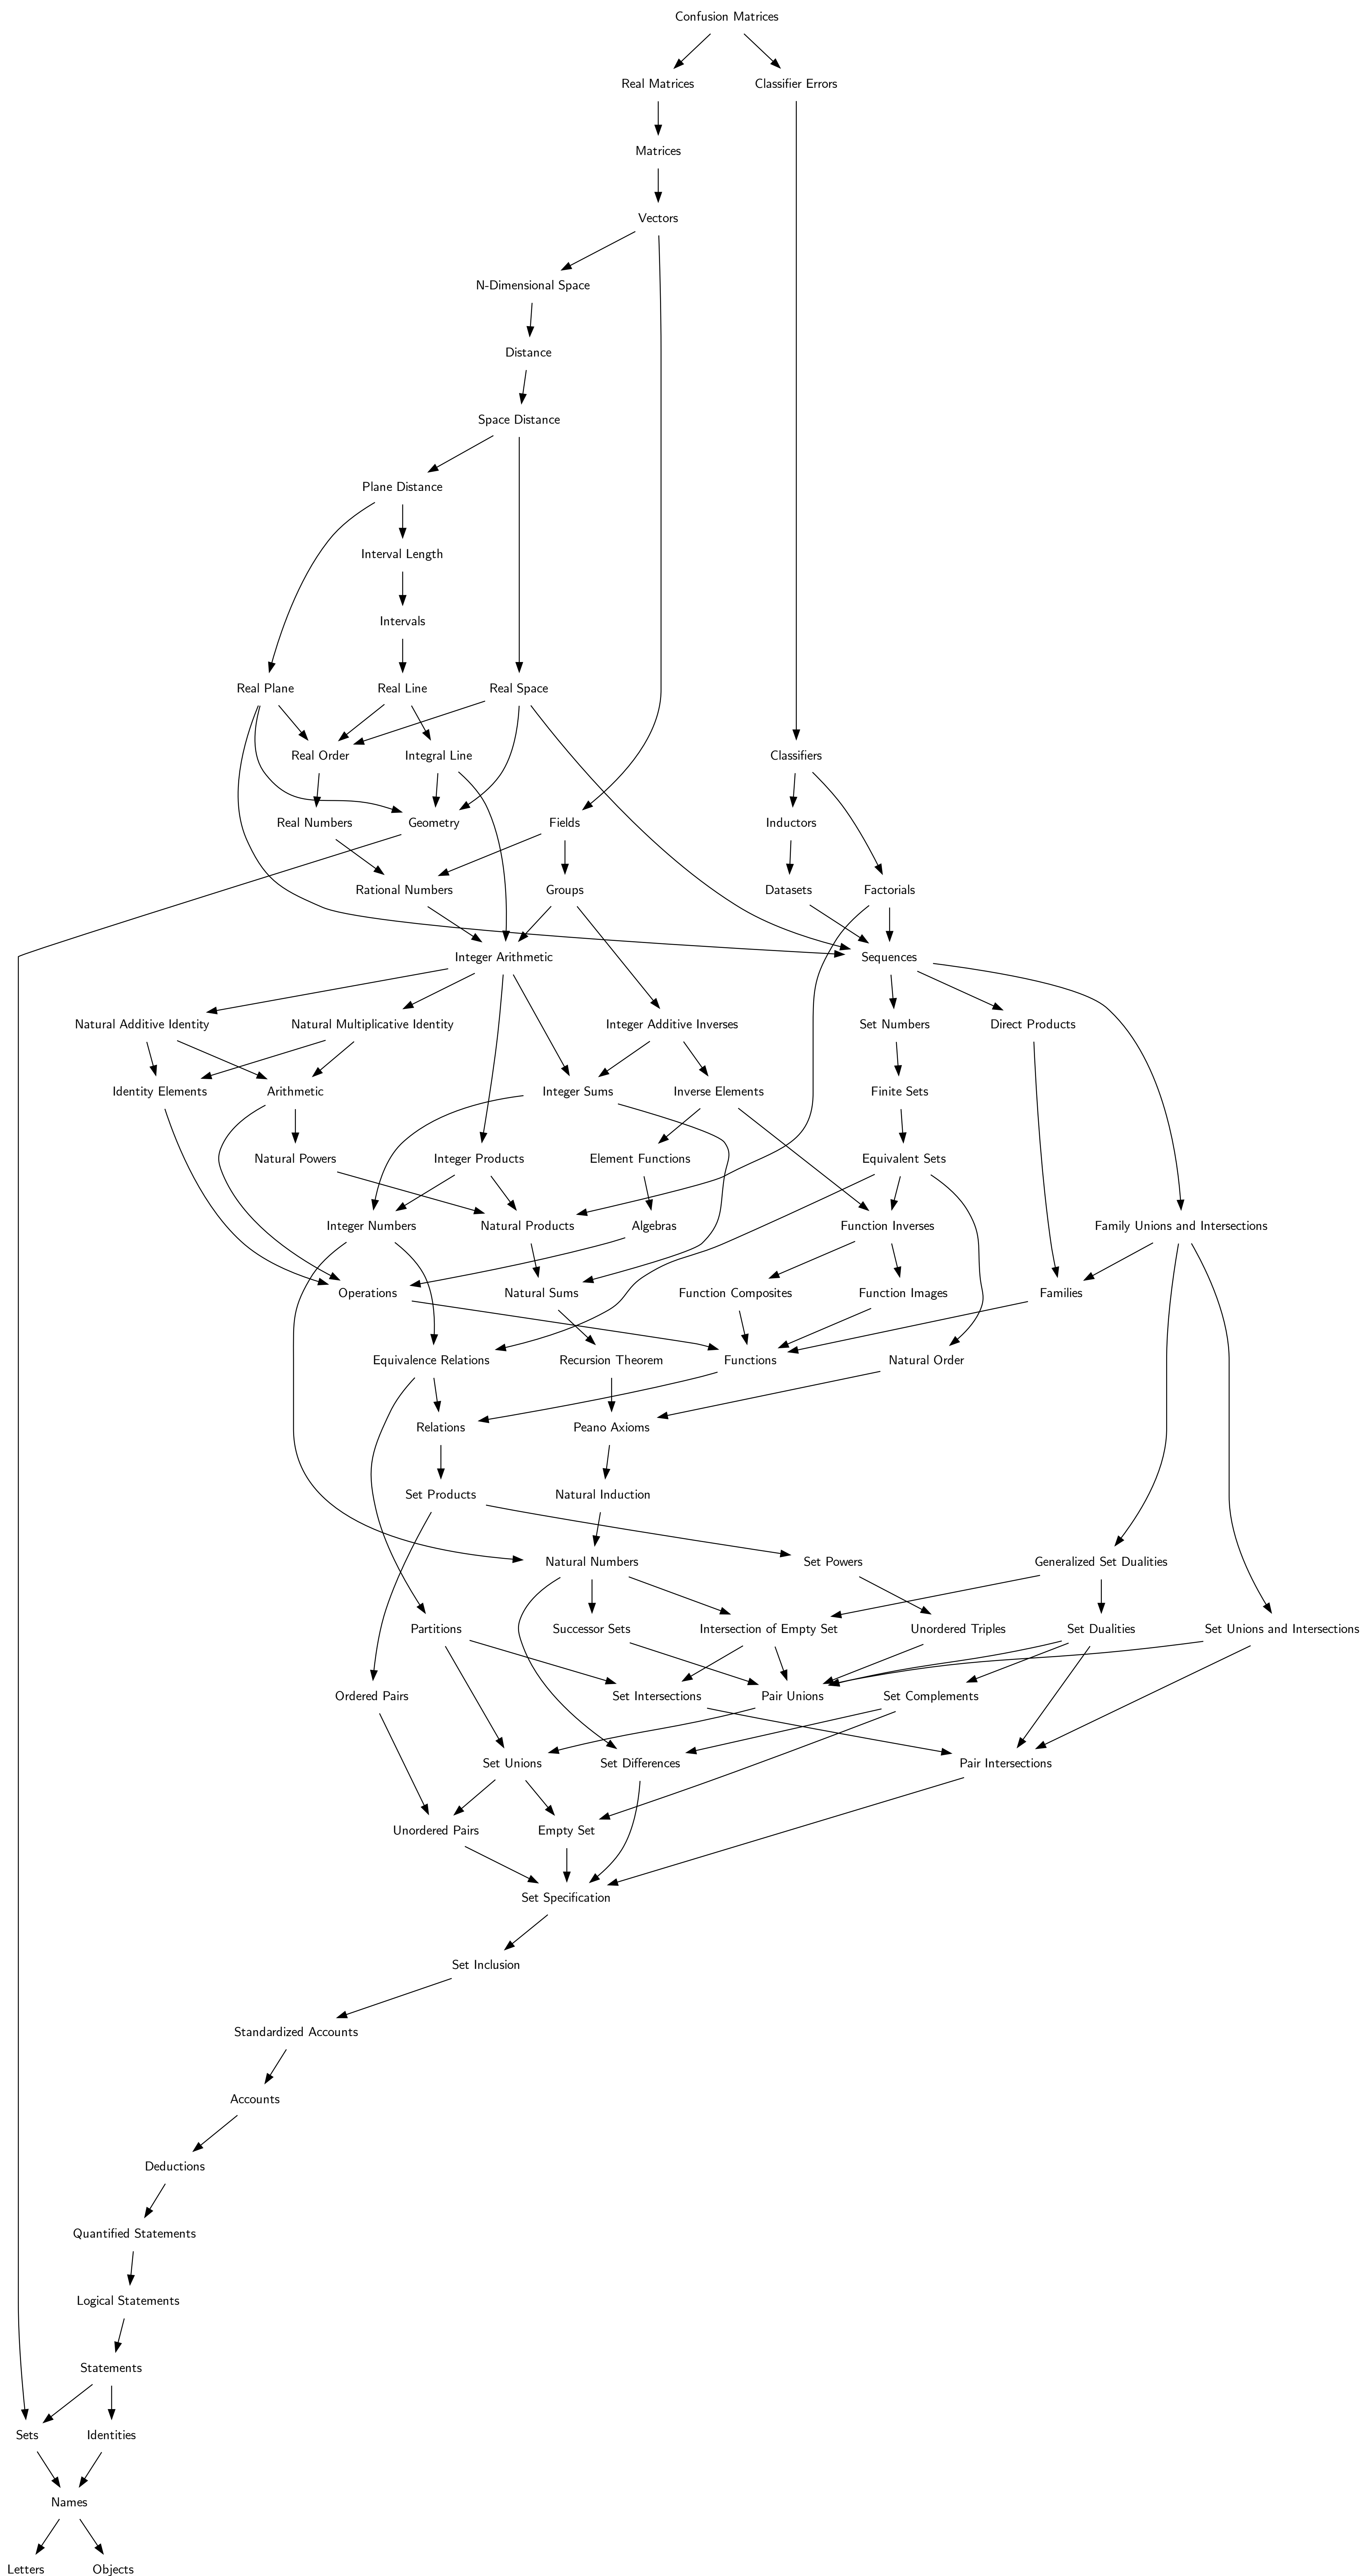 Confusion Matrices
Real Matrices
Classifier Errors
Matrices
Vectors
N-Dimensional Space
Distance
Space Distance
Plane Distance
Interval Length
Intervals
Real Plane
Real Line
Real Space
Real Order
Integral Line
Classifiers
Real Numbers
Geometry
Fields
Inductors
Rational Numbers
Groups
Datasets
Factorials
Integer Arithmetic
Sequences
Natural Additive Identity
Natural Multiplicative Identity
Integer Additive Inverses
Set Numbers
Direct Products
Identity Elements
Arithmetic
Integer Sums
Inverse Elements
Finite Sets
Natural Powers
Integer Products
Element Functions
Equivalent Sets
Integer Numbers
Natural Products
Algebras
Function Inverses
Family Unions and Intersections
Operations
Natural Sums
Function Composites
Function Images
Families
Equivalence Relations
Recursion Theorem
Functions
Natural Order
Relations
Peano Axioms
Set Products
Natural Induction
Natural Numbers
Set Powers
Generalized Set Dualities
Partitions
Successor Sets
Intersection of Empty Set
Unordered Triples
Set Dualities
Set Unions and Intersections
Ordered Pairs
Set Intersections
Pair Unions
Set Complements
Set Unions
Set Differences
Pair Intersections
Unordered Pairs
Empty Set
Set Specification
Set Inclusion
Standardized Accounts
Accounts
Deductions
Quantified Statements
Logical Statements
Statements
Sets
Identities
Names
Letters
Objects